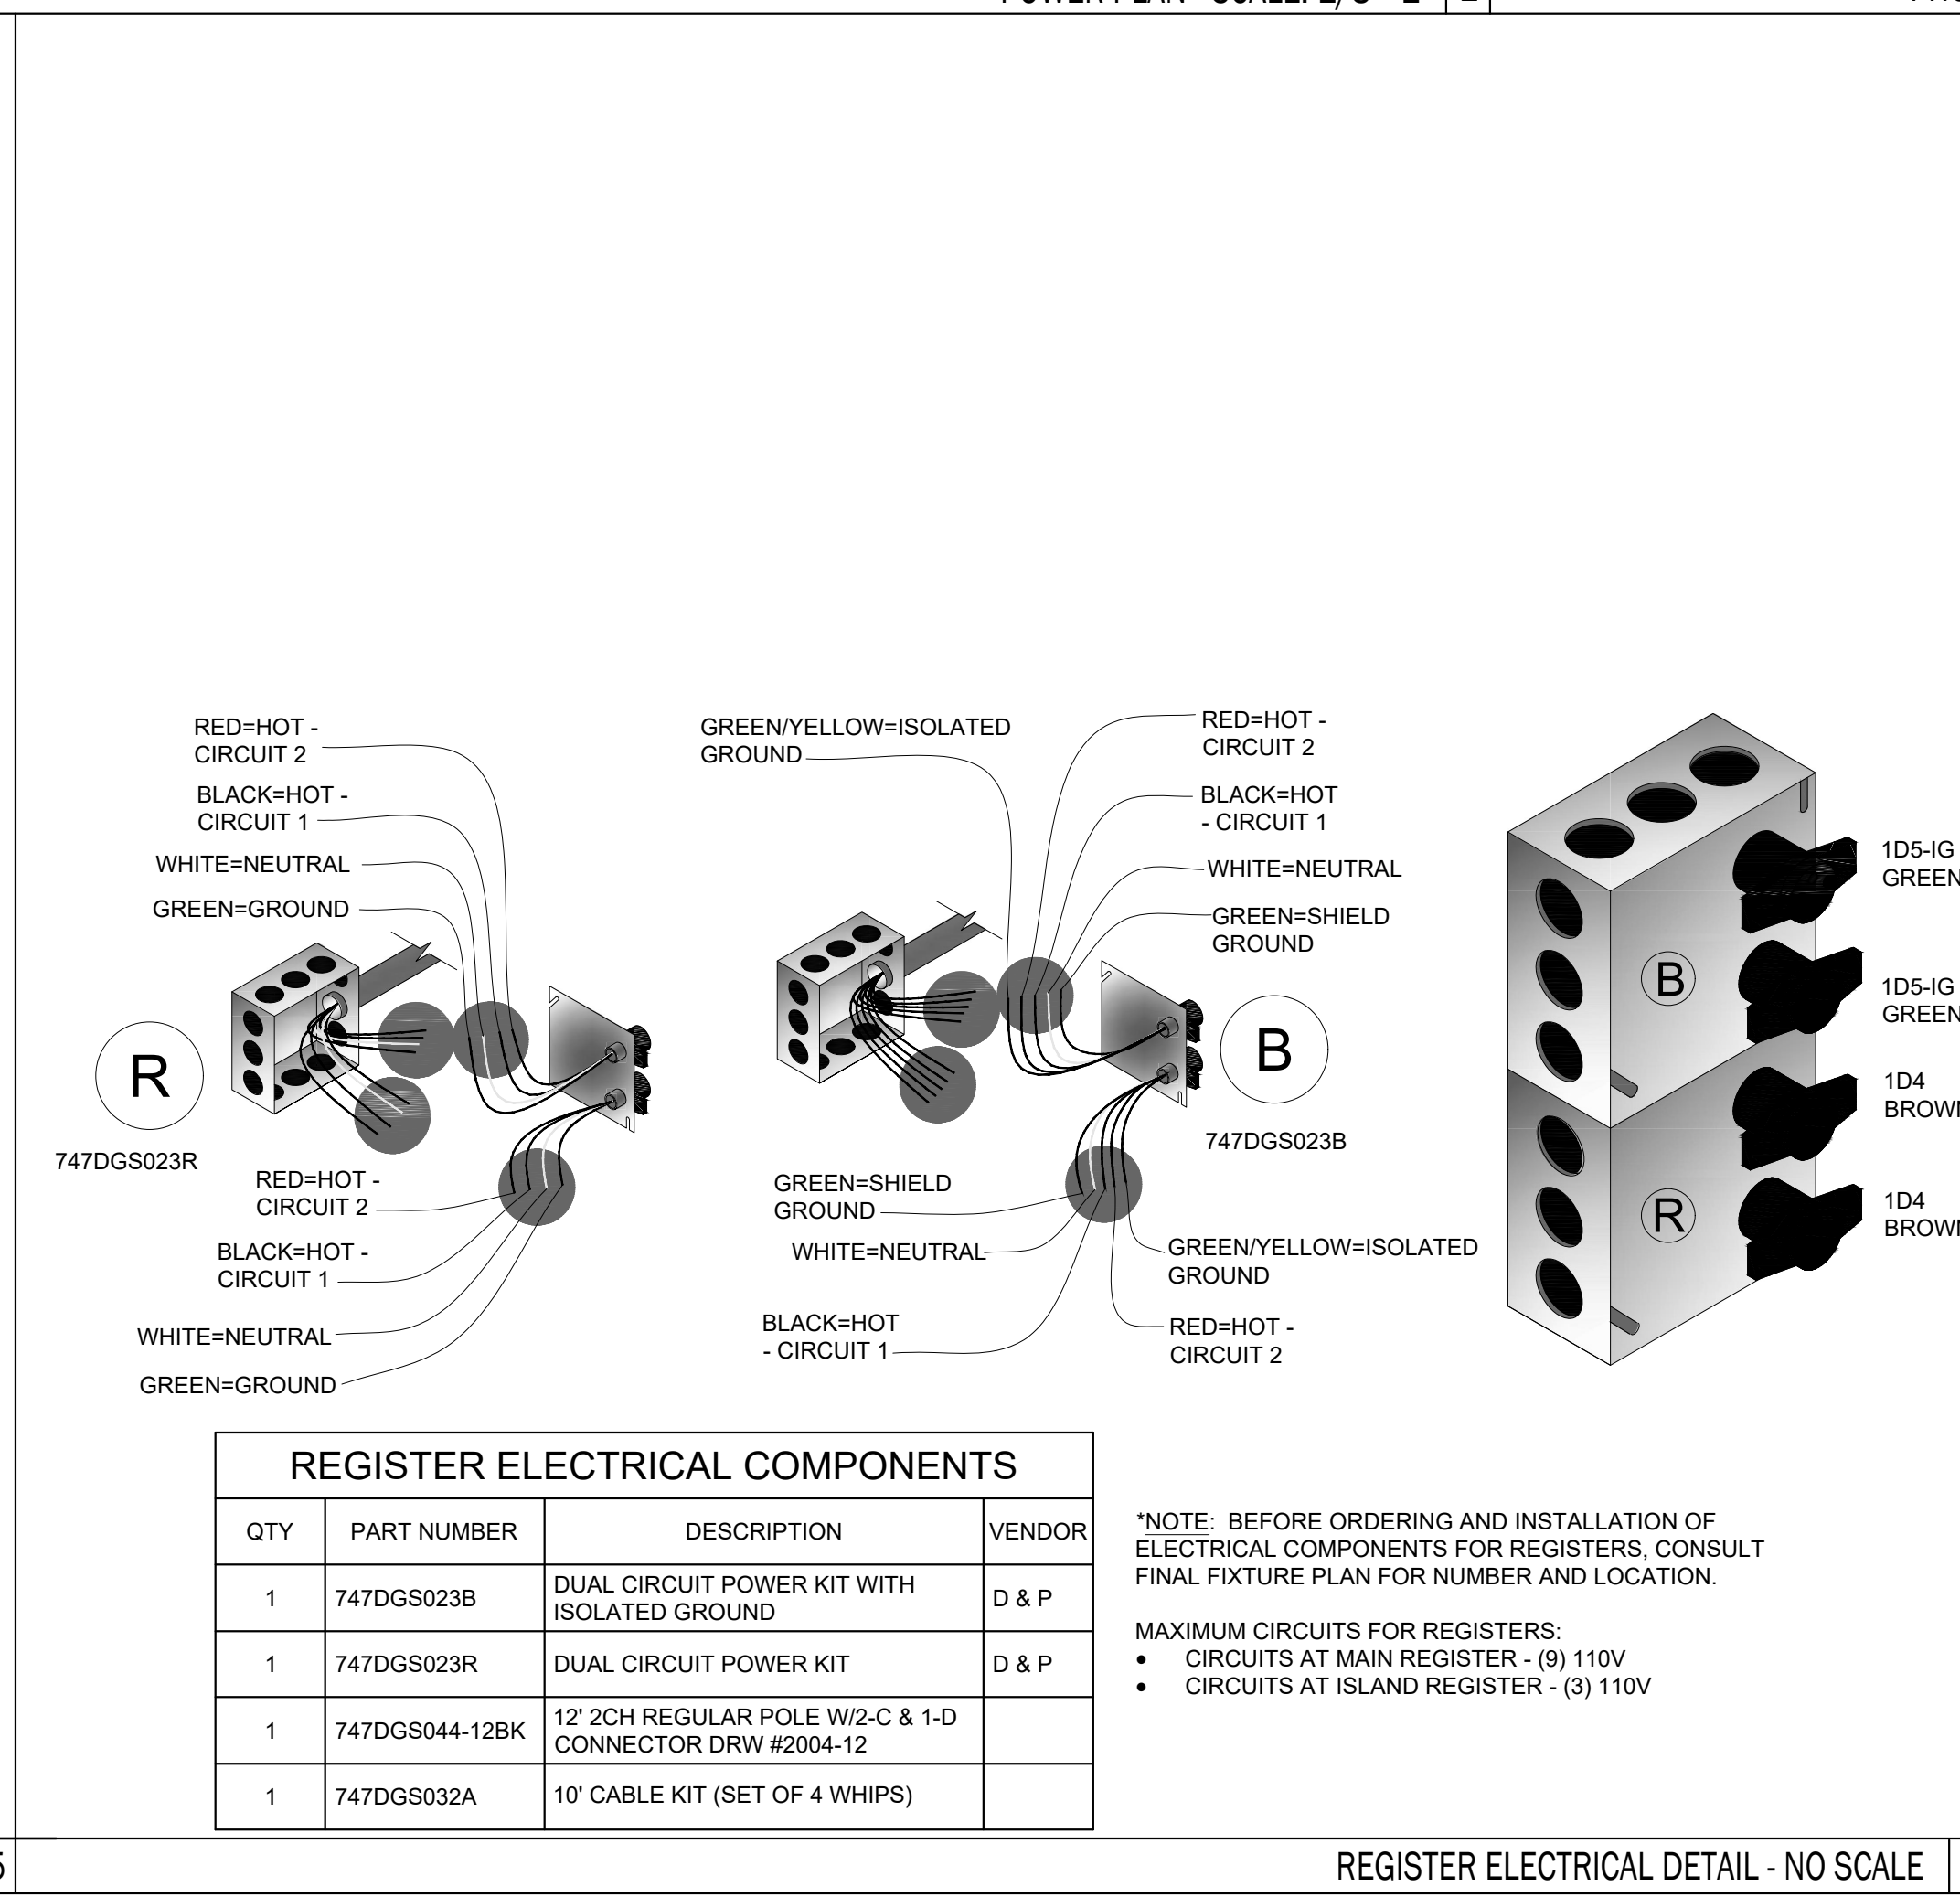 RED=HOT -
CIRCUIT 2
BLACK=HOT -
CIRCUIT 1
WHITE=NEUTRAL
GREEN=GROUND
R
747DGS023R
RED=HOT -
CIRCUIT 2
BLACK=HOT -
CIRCUIT 1
WHITE=NEUTRAL
GREEN=GROUND
GREEN/YELLOW=ISOLATED
GROUND
RED=HOT -
CIRCUIT 2
BLACK=HOT
- CIRCUIT 1
WHITE=NEUTRAL
GREEN=SHIELD
GROUND
B
747DGS023B
GREEN=SHIELD
GROUND
WHITE=NEUTRAL
BLACK=HOT
- CIRCUIT 1
GREEN/YELLOW=ISOLATED
GROUND
RED=HOT -
CIRCUIT 2
B
R
1D5-IG
GREEN
1D5-IG
GREEN
1D4
1D4
REGISTER ELECTRICAL COMPONENTS
QTY PART NUMBER DESCRIPTION VENDOR
1 747DGS023B DUAL CIRCUIT POWER KIT WITH
ISOLATED GROUND D & P
1 747DGS023R DUAL CIRCUIT POWER KIT D & P
1 747DGS044-12BK 12' 2CH REGULAR POLE W/2-C & 1-D
CONNECTOR DRW #2004-12
1 747DGS032A 10' CABLE KIT (SET OF 4 WHIPS)
*NOTE: BEFORE ORDERING AND INSTALLATION OF
ELECTRICAL COMPONENTS FOR REGISTERS, CONSULT
FINAL FIXTURE PLAN FOR NUMBER AND LOCATION.
MAXIMUM CIRCUITS FOR REGISTERS:
• CIRCUITS AT MAIN REGISTER - (9) 110V
• CIRCUITS AT ISLAND REGISTER - (3) 110V
REGISTER ELECTRICAL DETAIL - NO SCALE